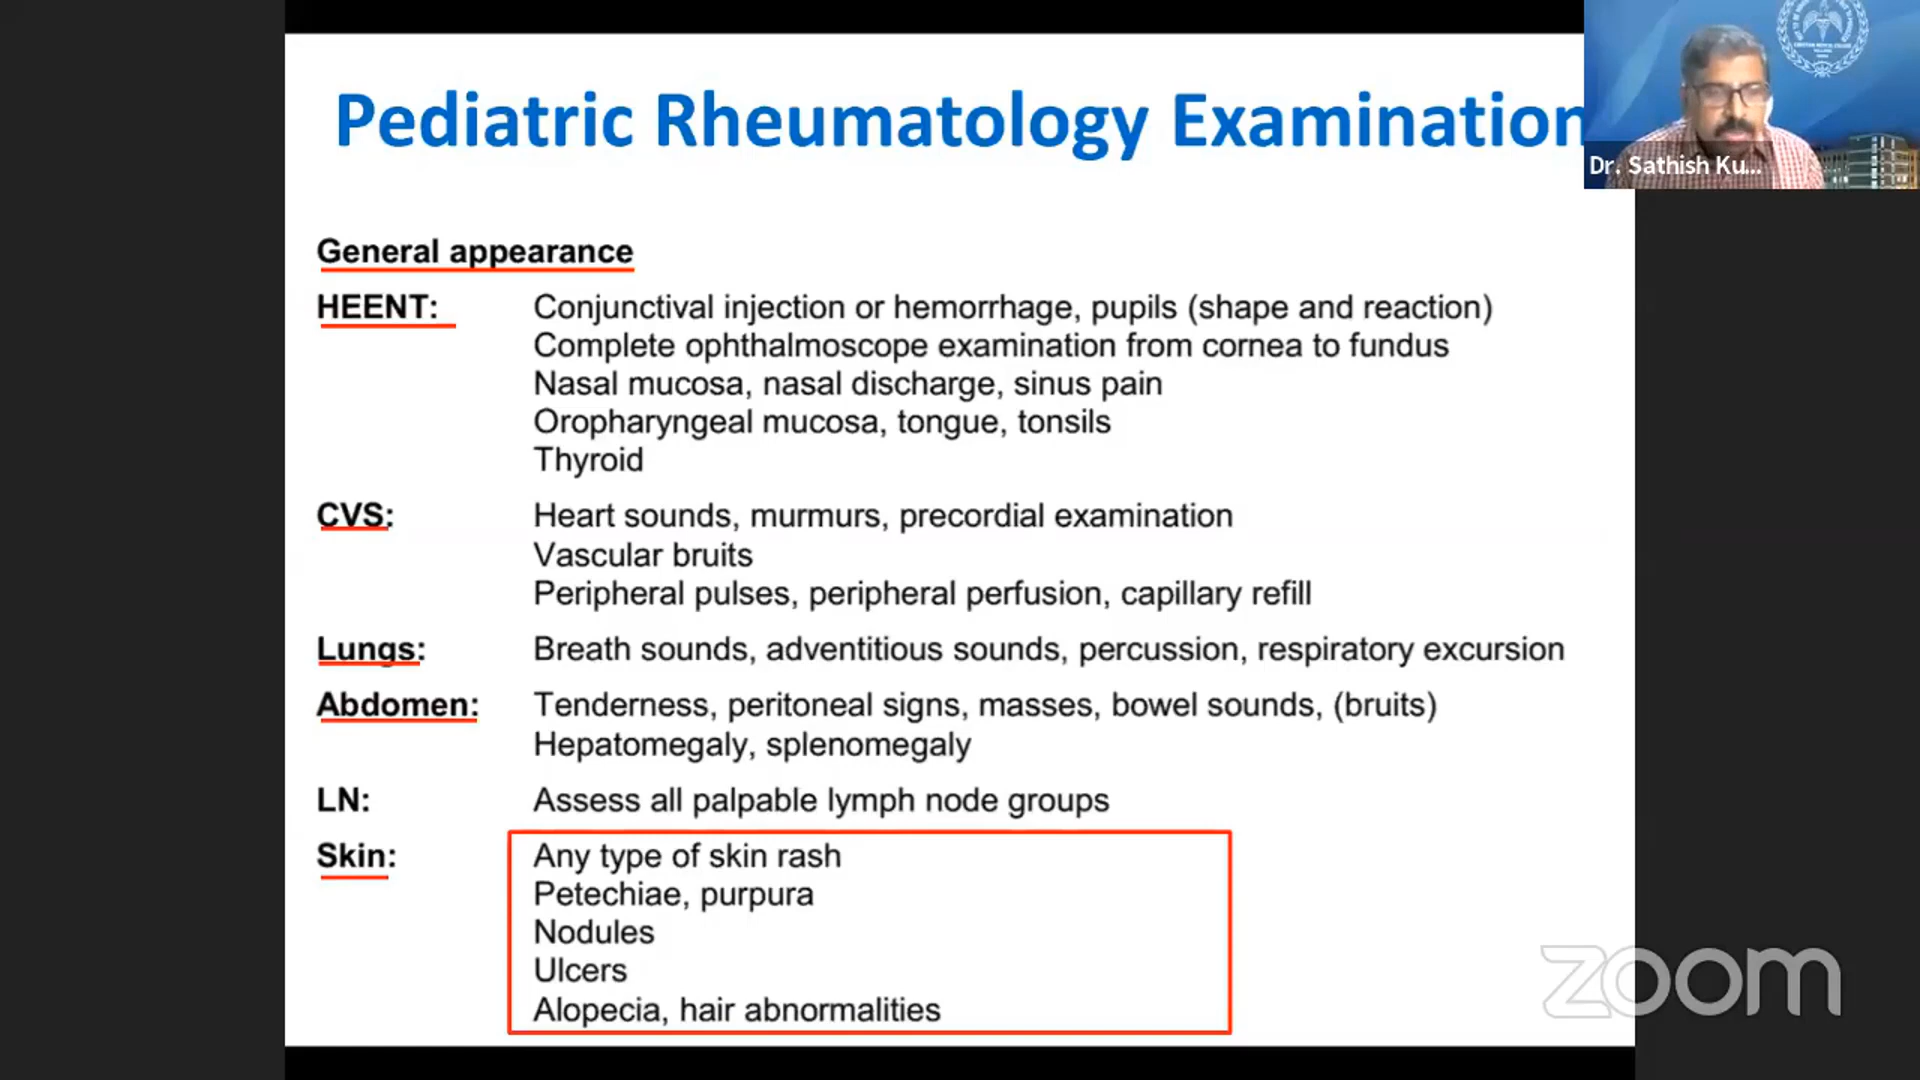 Pediatric Rheumatology Examination
Dr. Sathish Ku...
General appearance
HEENT: Conjunctival injection or hemorrhage, pupils (shape and reaction)
Complete ophthalmoscope examination from cornea to fundus
Nasal mucosa, nasal discharge, sinus pain
Oropharyngeal mucosa, tongue, tonsils
Thyroid
CVS: Heart sounds, murmurs, precordial examination
Vascular bruits
Peripheral pulses, peripheral perfusion, capillary refill
Lungs: Breath sounds, adventitious sounds, percussion, respiratory excursion
Abdomen: Tenderness, peritoneal signs, masses, bowel sounds, (bruits)
Hepatomegaly, splenomegaly
LN: Assess all palpable lymph node groups
Skin: Any type of skin rash
Petechiae, purpura
Nodules
Ulcers
Alopecia, hair abnormalities
zoom